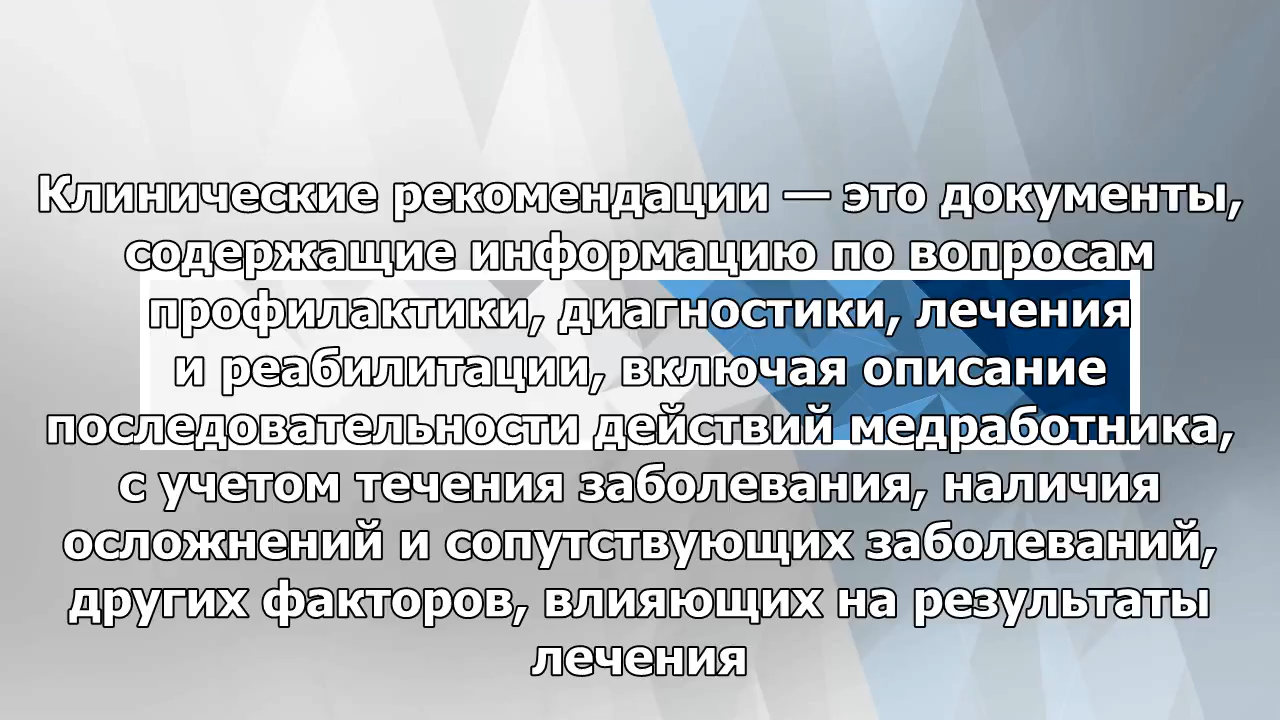 Клинические рекомендации — это документы,
содержащие информацию по вопросам
профилактики, диагностики, лечения
и реабилитации, включая описание
последовательности действий медработника,
с учетом течения заболевания, наличия
осложнений и сопутствующих заболеваний,
других факторов, влияющих на результаты
лечения